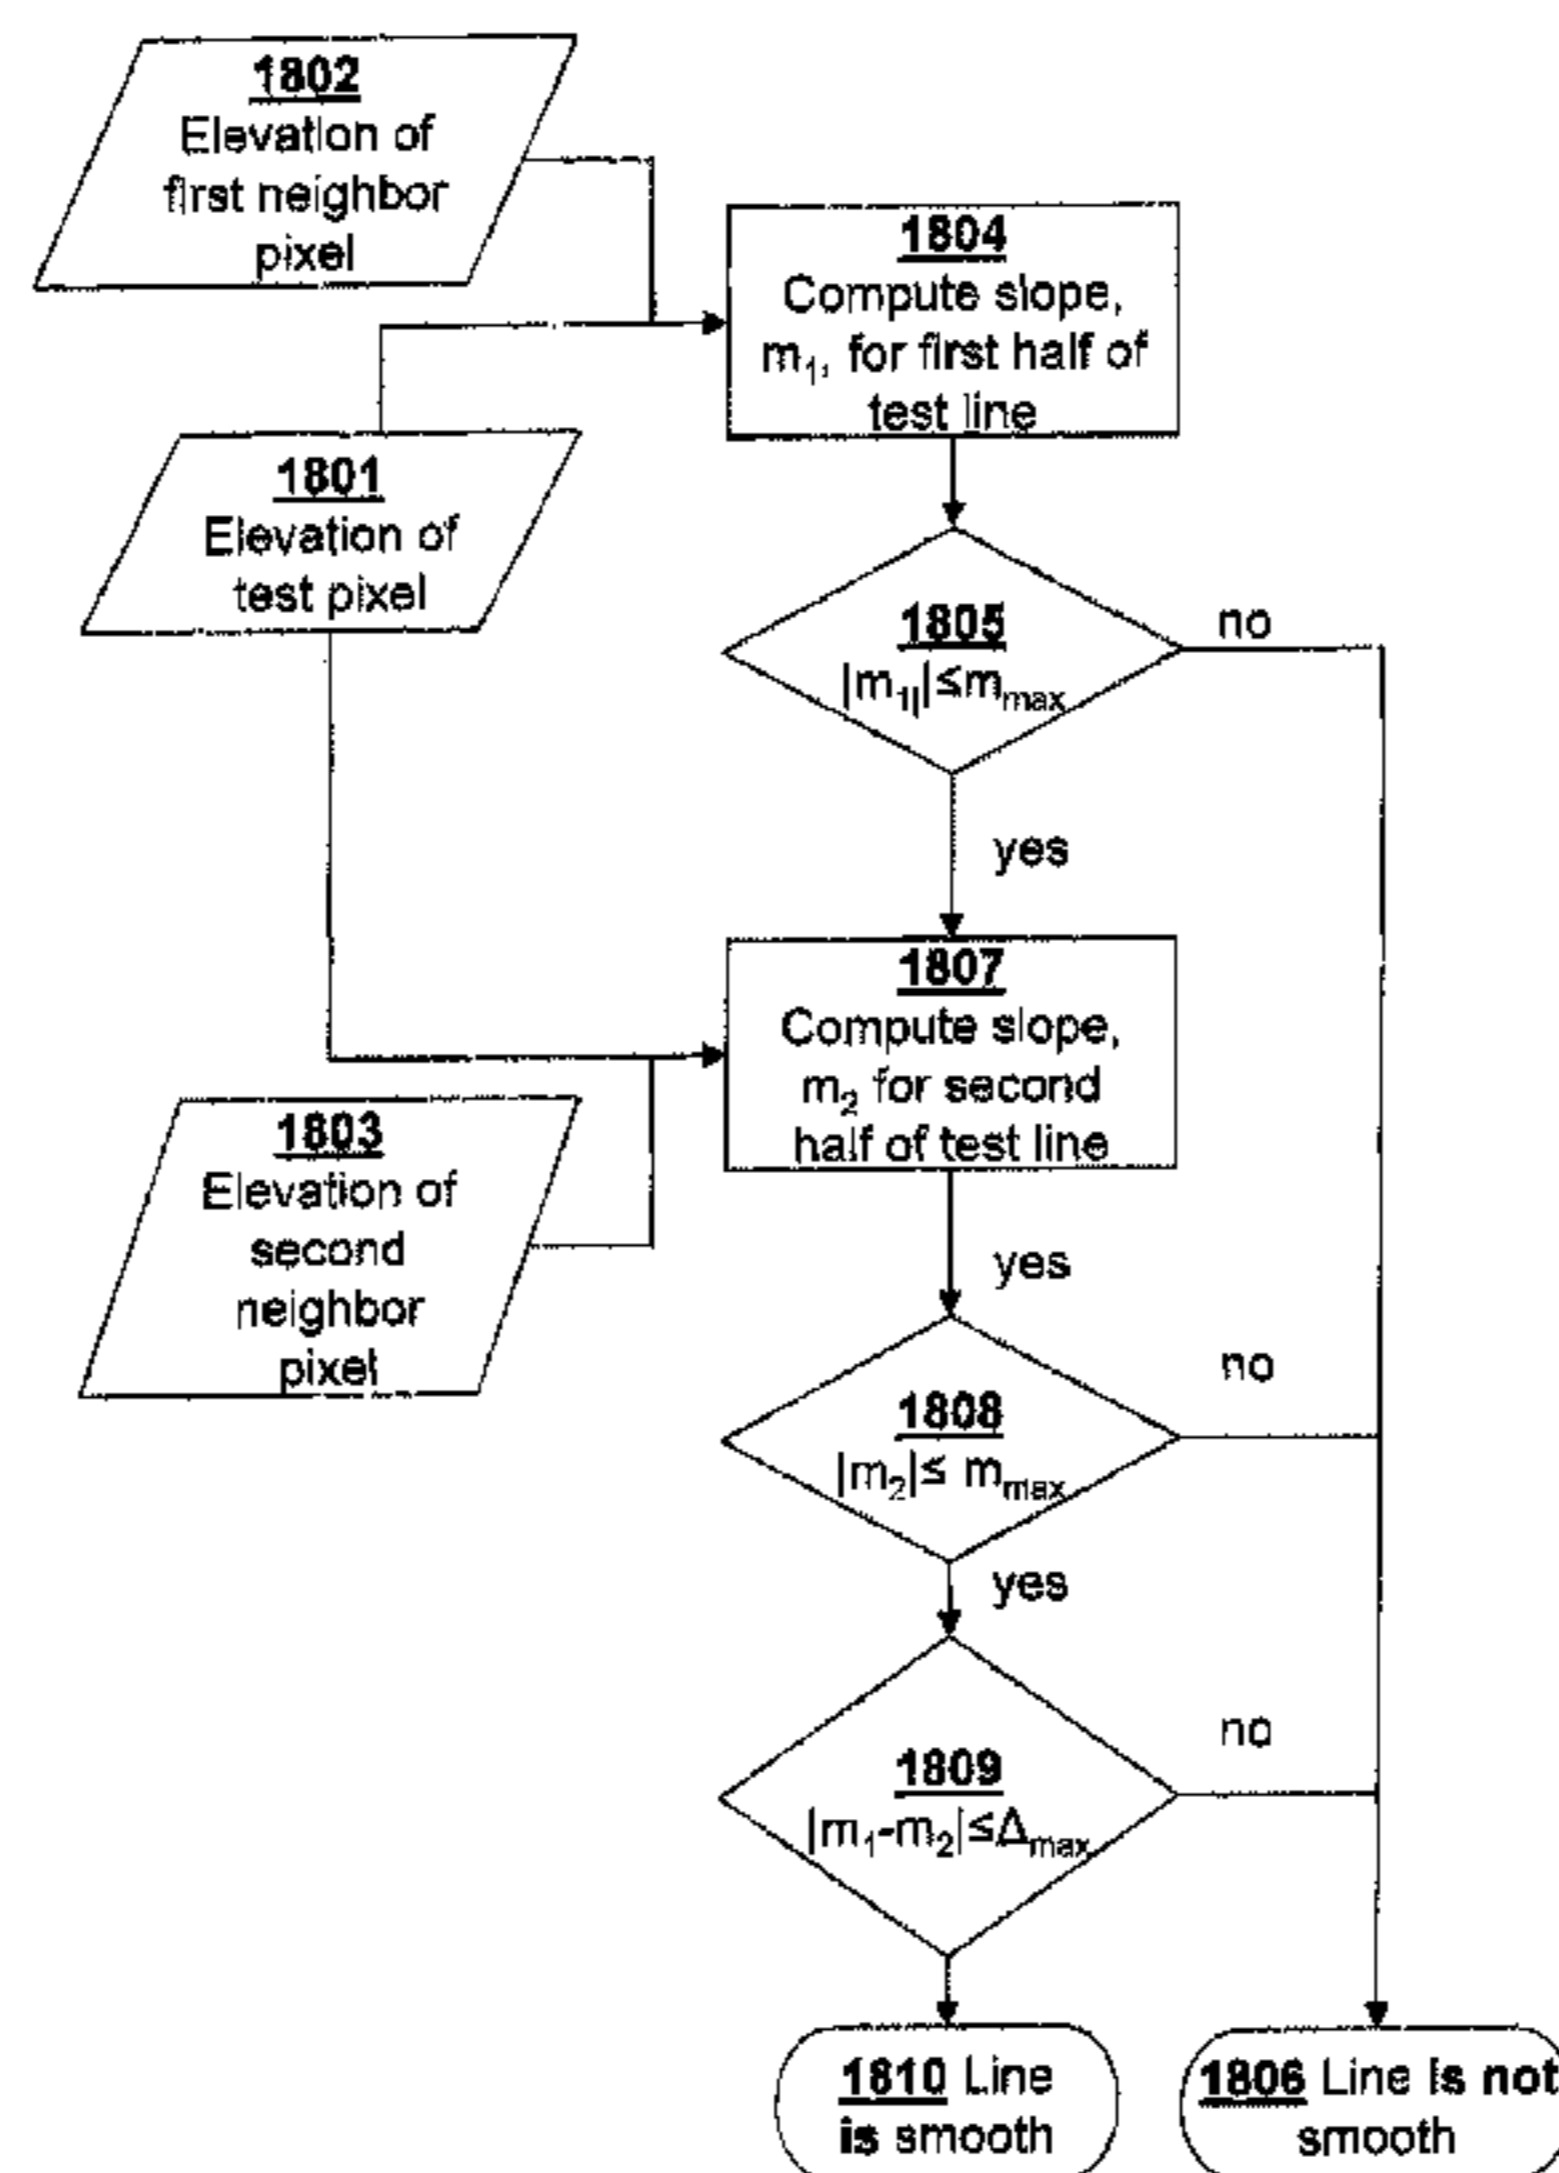 1802
Elevation of
first neighbor
pixel
1804
Compute slope,
m₁, for first half of
test line
1801
Elevation of
test pixel
1805
|m₁||≤mₘₐₓ
no
yes
1807
Compute slope,
m₂ for second
half of test line
1803
Elevation of
second
neighbor
pixel
yes
1808
|m₂|≤ mₘₐₓ
no
yes
1809
|m₁-m₂|≤Δₘₐₓ
no
1810 Line
is smooth
1806 Line is not
smooth